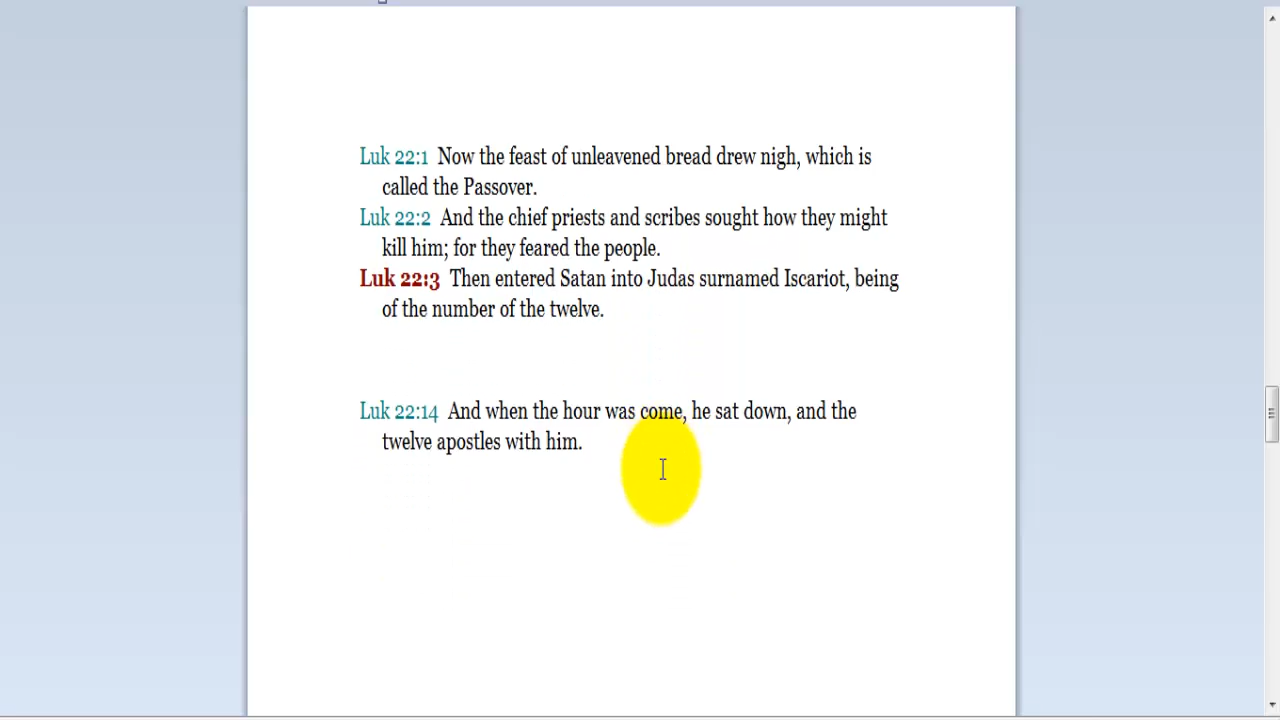 Luk 22:1 Now the feast of unleavened bread drew nigh, which is
called the Passover.
Luk 22:2 And the chief priests and scribes sought how they might
kill him; for they feared the people.
Luk 22:3 Then entered Satan into Judas surnamed Iscariot, being
of the number of the twelve.
Luk 22:14 And when the hour was come, he sat down, and the
twelve apostles with him.